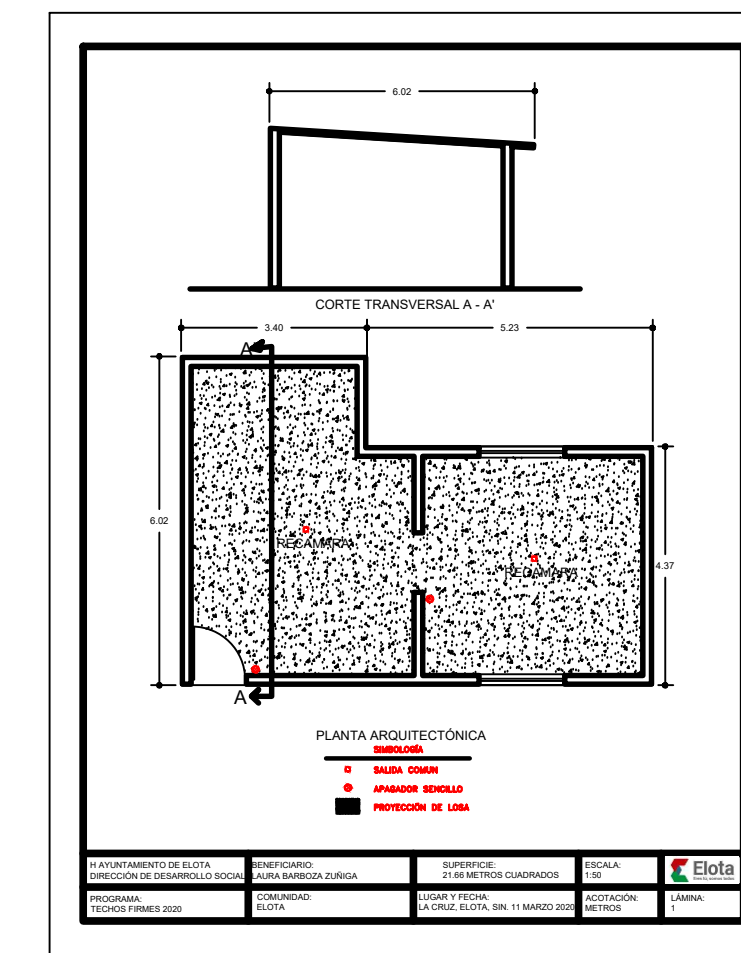 6.02
CORTE TRANSVERSAL A - A'
3.40
5.23
A'
6.02
RECAMARA
RECAMARA
4.37
A
PLANTA ARQUITECTÓNICA
SIMBOLOGÍA
SALIDA COMUN
APAGADOR SENCILLO
PROYECCIÓN DE LOSA
H AYUNTAMIENTO DE ELOTA
DIRECCIÓN DE DESARROLLO SOCIAL
BENEFICIARIO:
LAURA BARBOZA ZUÑIGA
SUPERFICIE:
21.66 METROS CUADRADOS
ESCALA:
1:50
Elota
PROGRAMA:
TECHOS FIRMES 2020
COMUNIDAD:
ELOTA
LUGAR Y FECHA:
LA CRUZ, ELOTA, SIN. 11 MARZO 2020
ACOTACIÓN:
METROS
LÁMINA:
1